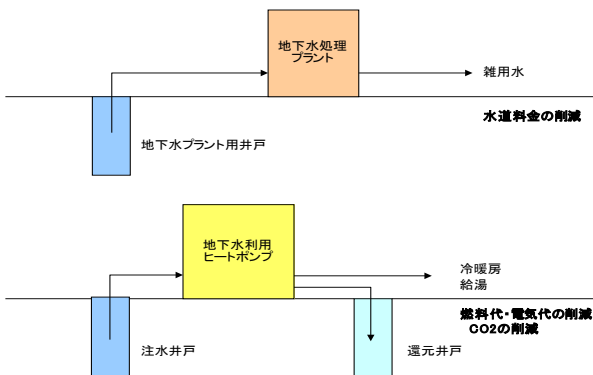 地下水処理
プラント
雑用水
水道料金の削減
地下水プラント用井戸
地下水利用
ヒートポンプ
冷暖房
給湯
燃料代・電気代の削減
CO2の削減
注水井戸
還元井戸